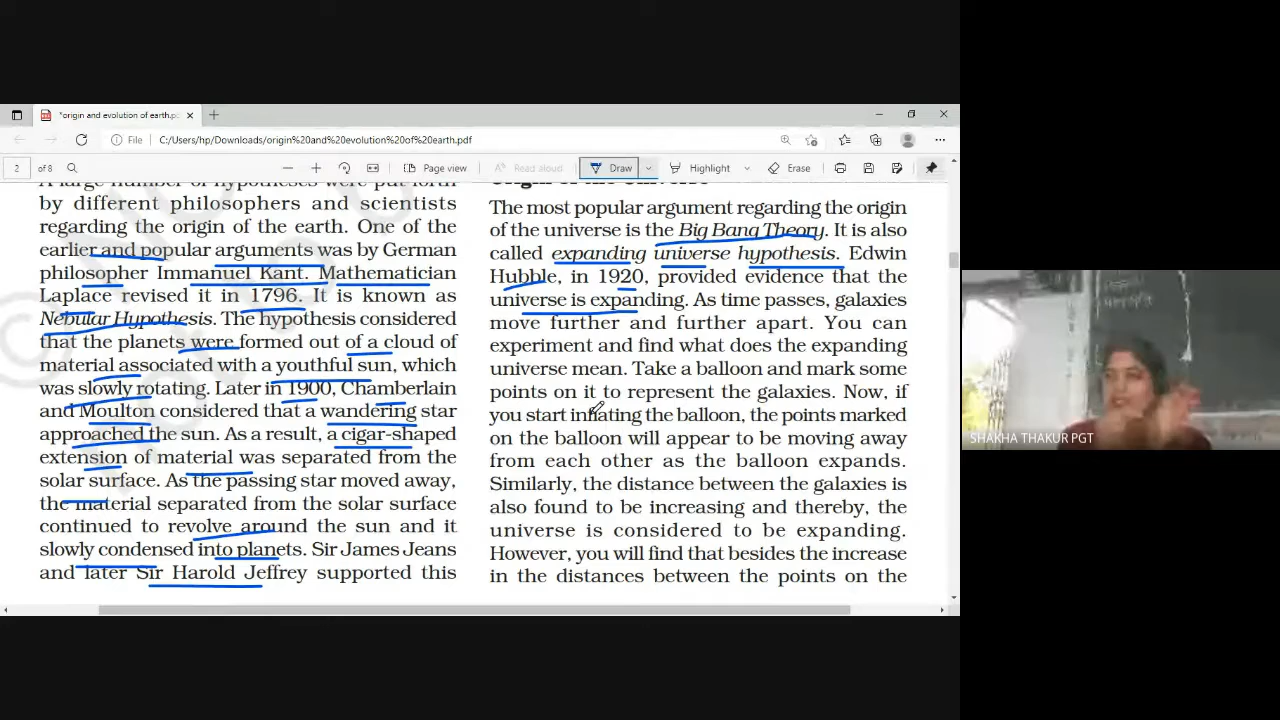 *origin and evolution of earth.p
File
C:/Users/hp/Downloads/origin%20and%20evolution%20of%20earth.pdf
2 of 8
Page view
Read aloud
Draw
Highlight
Erase
A large number of hypotheses were put forth
by different philosophers and scientists
regarding the origin of the earth. One of the
earlier and popular arguments was by German
philosopher Immanuel Kant. Mathematician
Laplace revised it in 1796. It is known as
Nebular Hypothesis. The hypothesis considered
that the planets were formed out of a cloud of
material associated with a youthful sun, which
was slowly rotating. Later in 1900, Chamberlain
and Moulton considered that a wandering star
approached the sun. As a result, a cigar-shaped
extension of material was separated from the
solar surface. As the passing star moved away,
the material separated from the solar surface
continued to revolve around the sun and it
slowly condensed into planets. Sir James Jeans
and later Sir Harold Jeffrey supported this
Origin of the Universe
The most popular argument regarding the origin
of the universe is the Big Bang Theory. It is also
called expanding universe hypothesis. Edwin
Hubble, in 1920, provided evidence that the
universe is expanding. As time passes, galaxies
move further and further apart. You can
experiment and find what does the expanding
universe mean. Take a balloon and mark some
points on it to represent the galaxies. Now, if
you start inflating the balloon, the points marked
on the balloon will appear to be moving away
from each other as the balloon expands.
Similarly, the distance between the galaxies is
also found to be increasing and thereby, the
universe is considered to be expanding.
However, you will find that besides the increase
in the distances between the points on the
SHAKHA THAKUR PGT